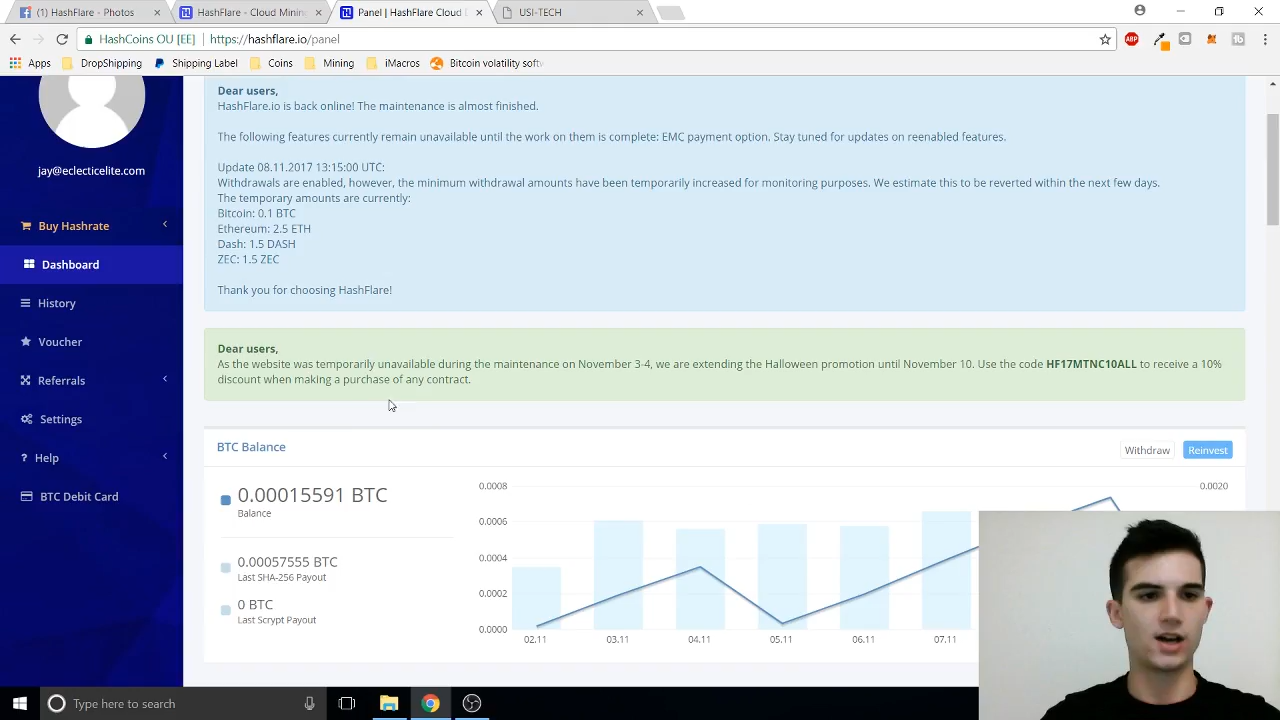 (1) HashFlare - Photos
HashFlare - Cloud Mining
Panel | HashFlare Cloud
USI-TECH
HashCoins OU [EE]
https://hashflare.io/panel
ABP
Apps
DropShipping
Shipping Label
Coins
Mining
iMacros
Bitcoin volatility softw
Dear users,
HashFlare.io is back online! The maintenance is almost finished.
The following features currently remain unavailable until the work on them is complete: EMC payment option. Stay tuned for updates on reenabled features.
Update 08.11.2017 13:15:00 UTC:
Withdrawals are enabled, however, the minimum withdrawal amounts have been temporarily increased for monitoring purposes. We estimate this to be reverted within the next few days.
The temporary amounts are currently:
Bitcoin: 0.1 BTC
Ethereum: 2.5 ETH
Dash: 1.5 DASH
ZEC: 1.5 ZEC
Thank you for choosing HashFlare!
jay@eclecticelite.com
Buy Hashrate
Dashboard
History
Voucher
Referrals
Settings
Help
BTC Debit Card
Dear users,
As the website was temporarily unavailable during the maintenance on November 3-4, we are extending the Halloween promotion until November 10. Use the code HF17MTNC10ALL to receive a 10%
discount when making a purchase of any contract.
BTC Balance
Withdraw
Reinvest
0.00015591 BTC
Balance
0.00057555 BTC
Last SHA-256 Payout
0 BTC
Last Scrypt Payout
0.0008
0.0006
0.0004
0.0002
0.0000
0.0020
02.11
03.11
04.11
05.11
06.11
07.11
Type here to search